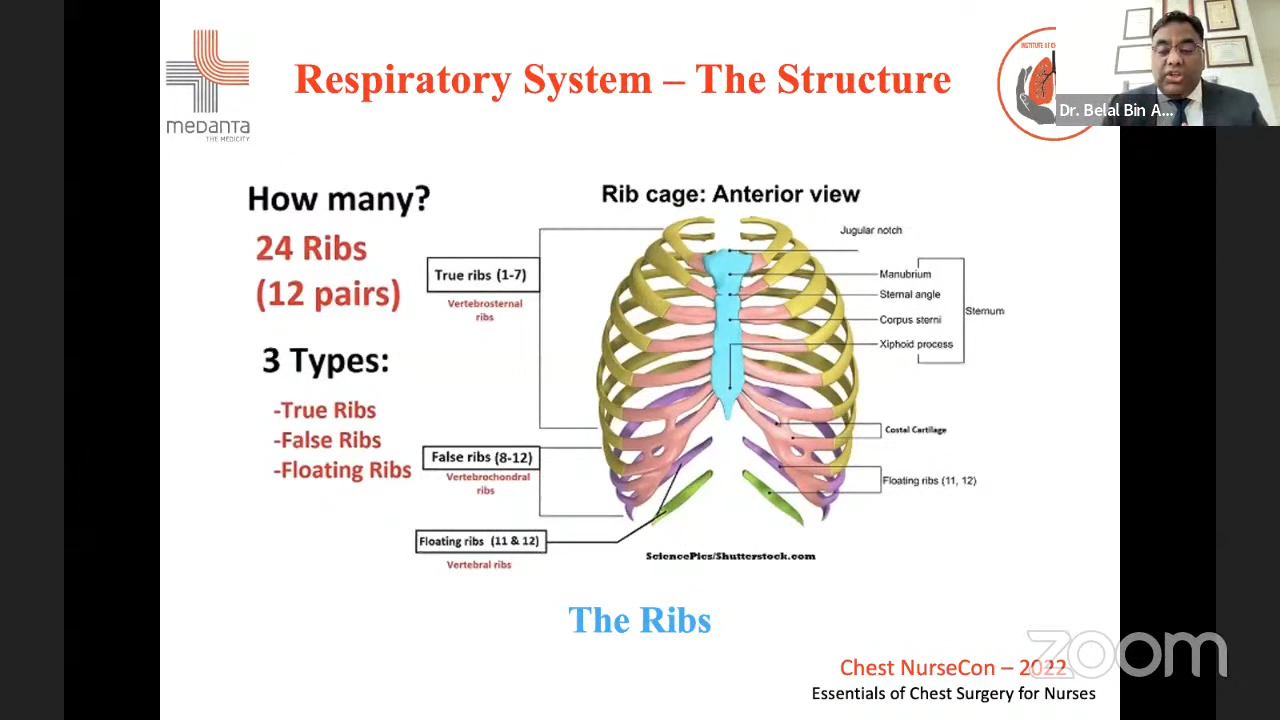 medanta
THE MEDICITY
Respiratory System – The Structure
INSTITUTE OF
Dr. Belal Bin A...
How many?
24 Ribs
(12 pairs)
3 Types:
-True Ribs
-False Ribs
-Floating Ribs
Rib cage: Anterior view
True ribs (1-7)
Vertebrosternal
ribs
False ribs (8-12)
Vertebrochondral
ribs
Floating ribs (11 & 12)
Vertebral ribs
Jugular notch
Manubrium
Sternal angle
Corpus sterni
Xiphoid process
Sternum
Costal Cartilage
Floating ribs (11, 12)
SciencePics/Shutterstock.com
The Ribs
zoom
Chest NurseCon – 2022
Essentials of Chest Surgery for Nurses